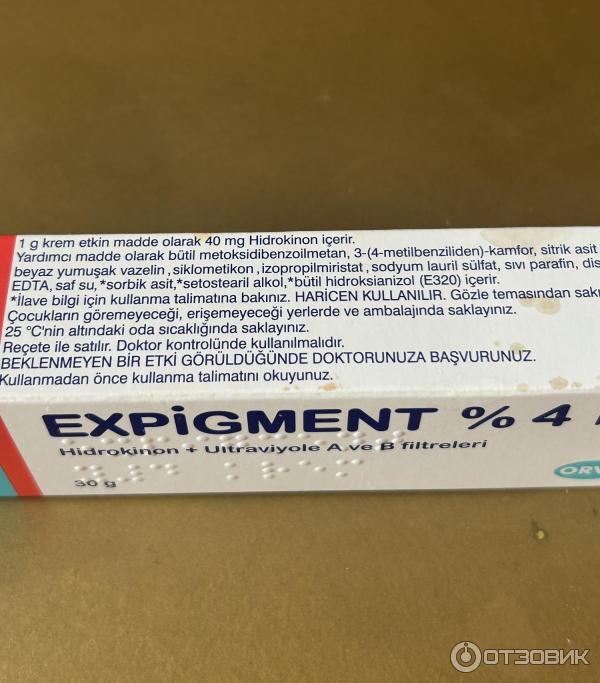 1 g krem etkin madde olarak 40 mg Hidrokinon içerir.
Yardımcı madde olarak bütil metoksidibenzoilmetan, 3-(4-metilbenziliden)-kamfor, sitrik asit
beyaz yumuşak vazelin , siklometikon , izopropilmiristat , sodyum lauril sülfat, sıvı parafin,
EDTA, saf su, *sorbik asit,*setostearil alkol,*bütil hidroksianizol (E320) içerir.
*İlave bilgi için kullanma talimatına bakınız. HARİCEN KULLANILIR. Gözle temasından
Çocukların göremeyeceği, erişemeyeceği yerlerde ve ambalajında saklayınız.
25 °C'nin altındaki oda sıcaklığında saklayınız.
Reçete ile satılır. Doktor kontrolünde kullanılmalıdır.
BEKLENMEYEN BİR ETKİ GÖRÜLDÜĞÜNDE DOKTORUNUZA BAŞVURUNUZ.
Kullanmadan önce kullanma talimatını okuyunuz.
EXPiGMENT % 4
Hidrokinon + Ultraviyole A ve B filtreleri
30 g
ОТЗОВИК